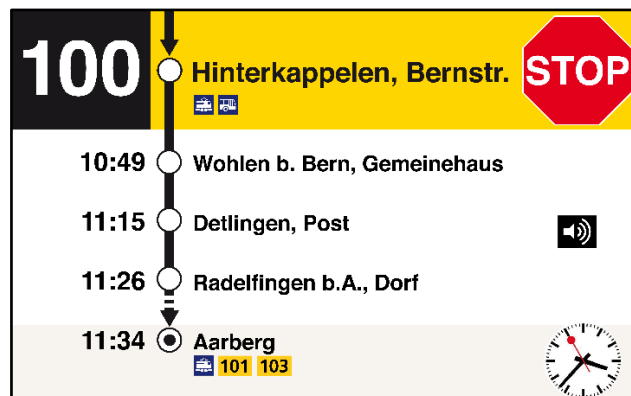 100
Hinterkappelen, Bernstr.
STOP
10:49 Wohlen b. Bern, Gemeinehaus
11:15 Detlingen, Post
11:26 Radelfingen b.A., Dorf
11:34 Aarberg
101 103